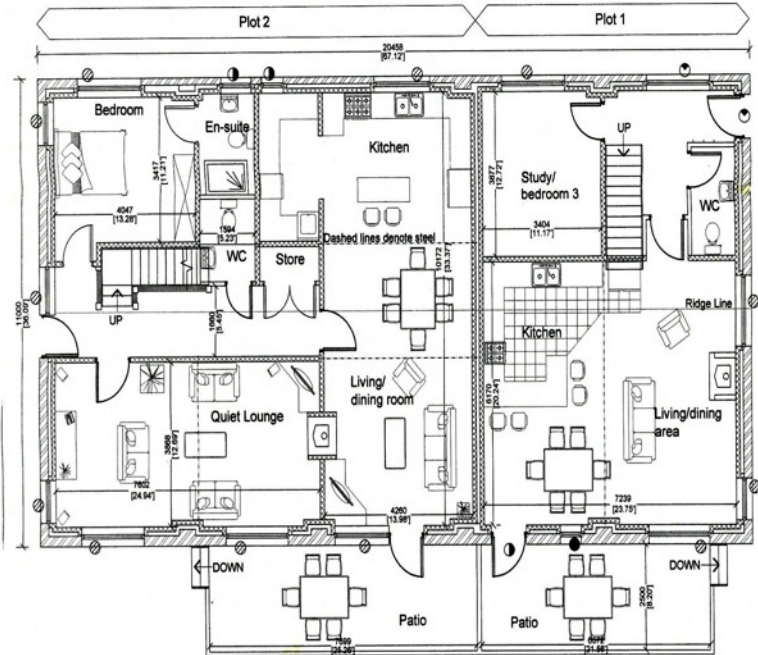 Plot 2
Plot 1
20458
[67.12']
Bedroom
En-suite
Kitchen
UP
3417
[11.21']
Study/
bedroom 3
3877
[12.72']
WC
4047
[13.28']
1594
[5.23']
3404
[11.17']
Dashed lines denote steel
WC
Store
10172
[33.37']
11000
[36.09']
UP
1660
[5.45']
Ridge Line
Kitchen
Living/
dining room
6170
[20.24']
Quiet Lounge
3868
[12.69']
Living/dining
area
7602
[24.94']
4260
[13.98']
7239
[23.75']
DOWN
DOWN
Patio
Patio
2500
[8.20']
[21.56']